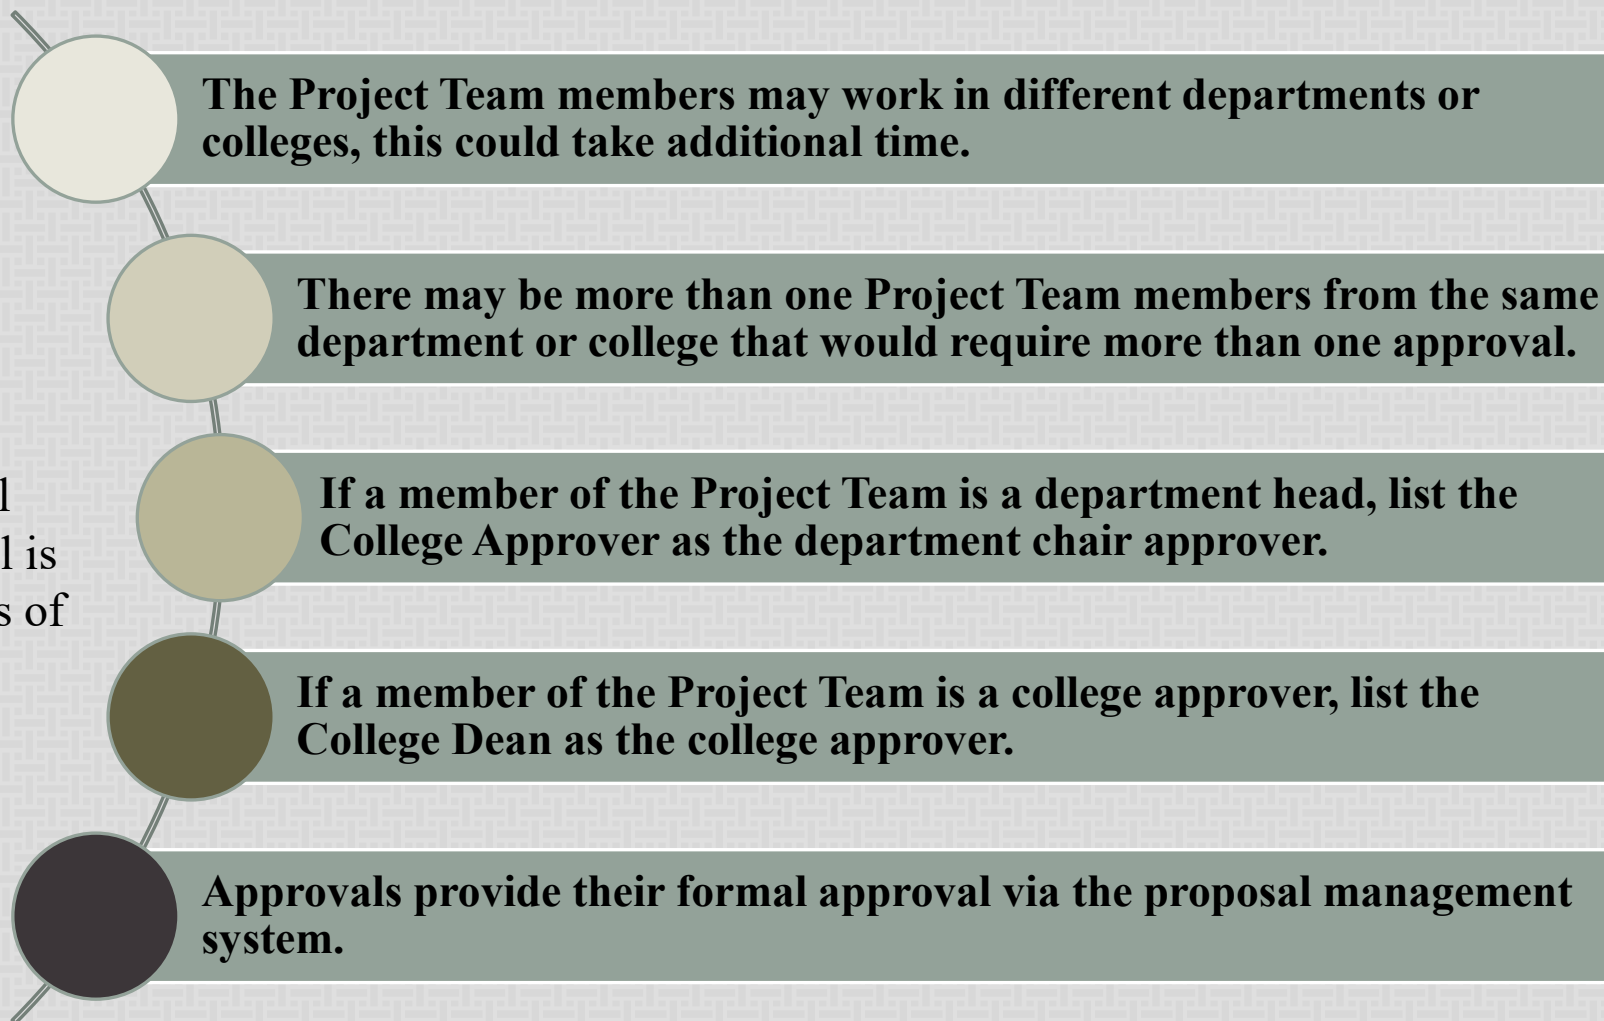 The Project Team members may work in different departments or
colleges, this could take additional time.
There may be more than one Project Team members from the same
department or college that would require more than one approval.
l
l is
s of
If a member of the Project Team is a department head, list the
College Approver as the department chair approver.
If a member of the Project Team is a college approver, list the
College Dean as the college approver.
Approvals provide their formal approval via the proposal management
system.